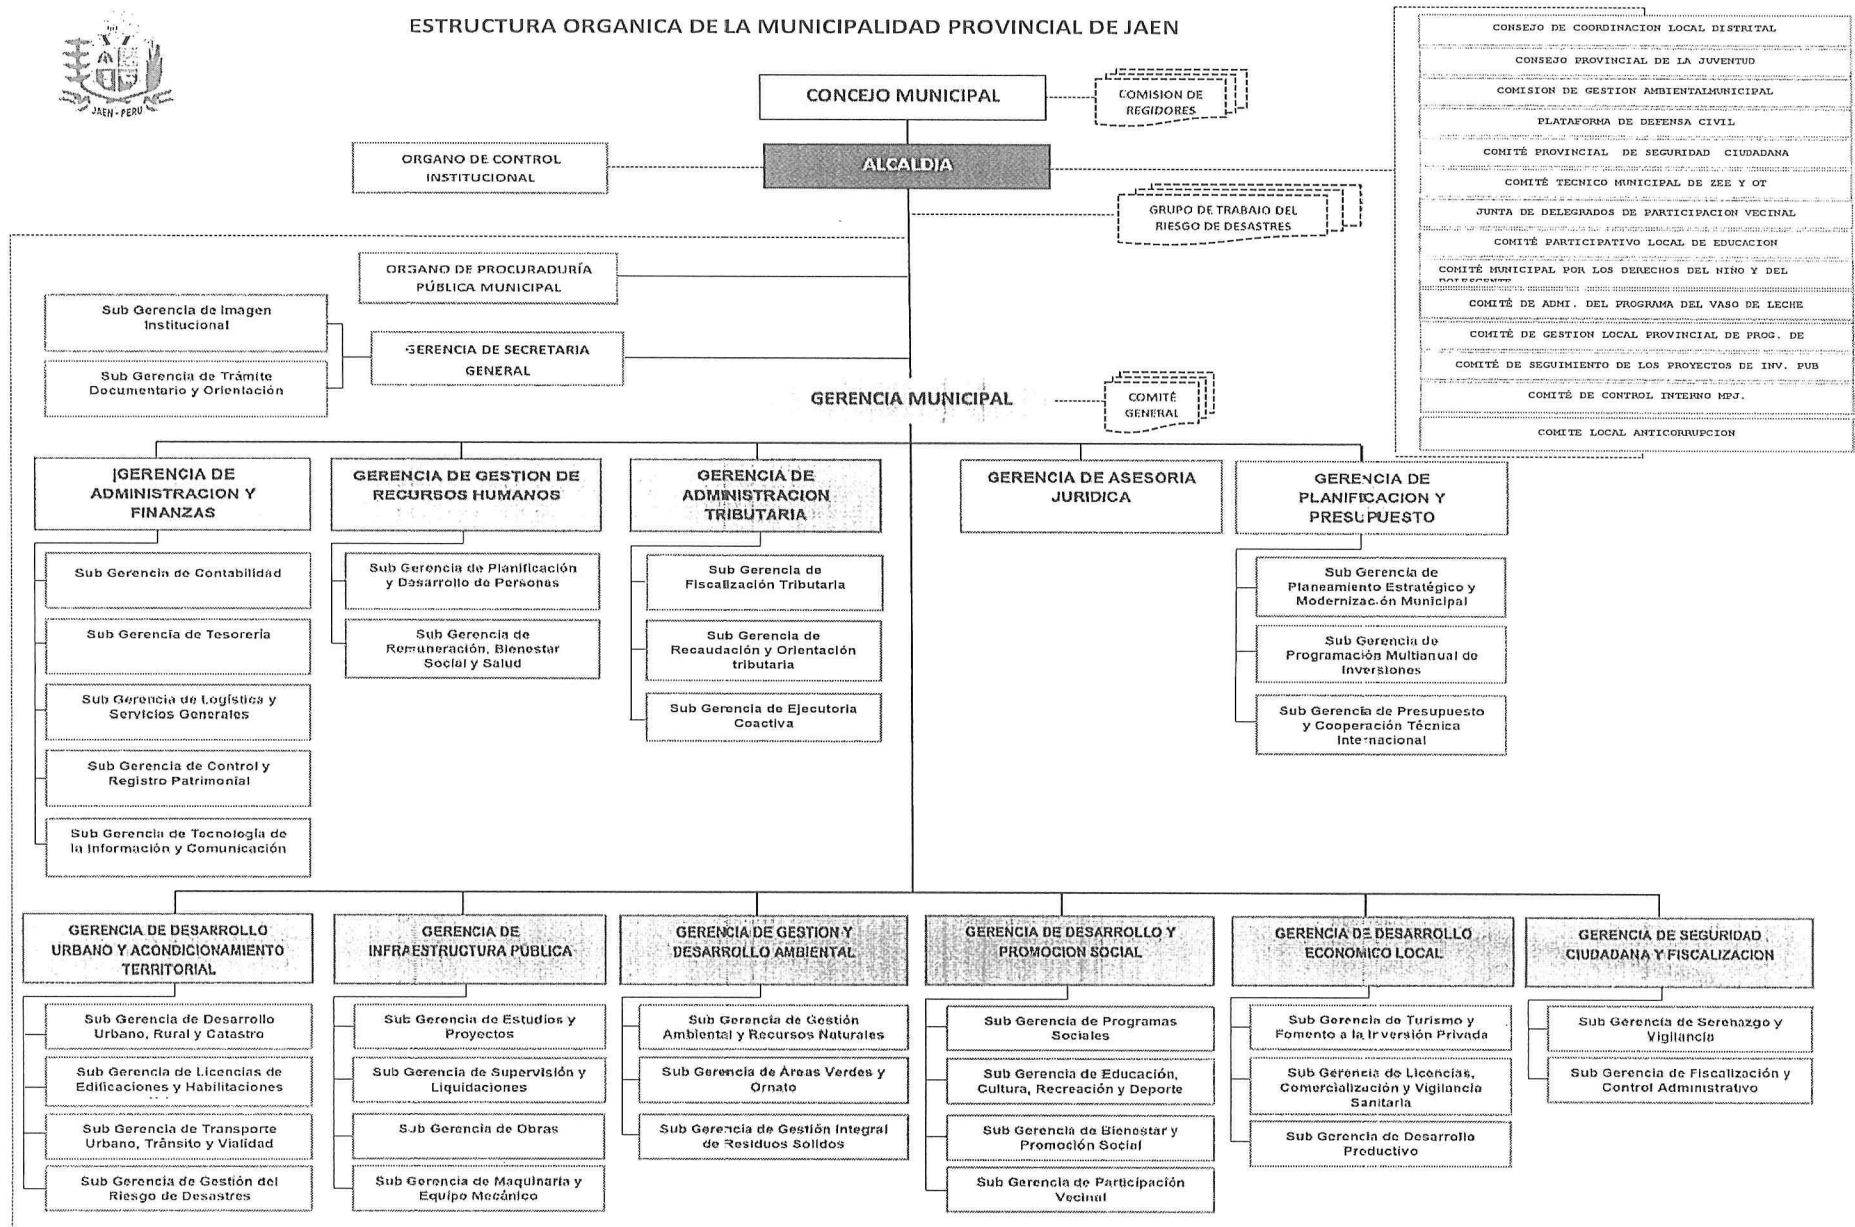 ESTRUCTURA ORGANICA DE LA MUNICIPALIDAD PROVINCIAL DE JAEN
JAEN - PERU
CONCEJO MUNICIPAL
COMISION DE
REGIDORES
ORGANO DE CONTROL
INSTITUCIONAL
ALCALDIA
GRUPO DE TRABAJO DEL
RIESGO DE DESASTRES
CONSEJO DE COORDINACION LOCAL DISTRITAL
CONSEJO PROVINCIAL DE LA JUVENTUD
COMISION DE GESTION AMBIENTALMUNICIPAL
PLATAFORMA DE DEFENSA CIVIL
COMITÉ PROVINCIAL DE SEGURIDAD CIUDADANA
COMITÉ TECNICO MUNICIPAL DE ZEE Y OT
JUNTA DE DELEGADOS DE PARTICIPACION VECINAL
COMITÉ PARTICIPATIVO LOCAL DE EDUCACION
COMITÉ MUNICIPAL POR LOS DERECHOS DEL NIÑO Y DEL
COMITÉ DE ADMI. DEL PROGRAMA DEL VASO DE LECHE
COMITÉ DE GESTION LOCAL PROVINCIAL DE PROG. DE
COMITÉ DE SEGUIMIENTO DE LOS PROYECTOS DE INV. PUB
COMITÉ DE CONTROL INTERNO MPJ.
COMITE LOCAL ANTICORRUPCION
ORGANO DE PROCURADURÍA
PÚBLICA MUNICIPAL
Sub Gerencia de Imagen
Institucional
GERENCIA DE SECRETARIA
GENERAL
Sub Gerencia de Trámite
Documentario y Orientación
GERENCIA MUNICIPAL
COMITÉ
GENERAL
GERENCIA DE
ADMINISTRACION Y
FINANZAS
GERENCIA DE GESTION DE
RECURSOS HUMANOS
GERENCIA DE
ADMINISTRACION
TRIBUTARIA
GERENCIA DE ASESORIA
JURIDICA
GERENCIA DE
PLANIFICACION Y
PRESUPUESTO
Sub Gerencia de Contabilidad
Sub Gerencia de Tesoreria
Sub Gerencia de Logística y
Servicios Generales
Sub Gerencia de Control y
Registro Patrimonial
Sub Gerencia de Tecnología de
la Información y Comunicación
Sub Gerencia de Planificación
y Desarrollo de Personas
Sub Gerencia de
Remuneración, Bienestar
Social y Salud
Sub Gerencia de
Fiscalización Tributaria
Sub Gerencia de
Recaudación y Orientación
tributaria
Sub Gerencia de Ejecutoria
Coactiva
Sub Gerencia de
Planeamiento Estratégico y
Modernización Municipal
Sub Gerencia de
Programación Multianual de
Inversiones
Sub Gerencia de Presupuesto
y Cooperación Técnica
Internacional
GERENCIA DE DESARROLLO
URBANO Y ACONDICIONAMIENTO
TERRITORIAL
GERENCIA DE
INFRAESTRUCTURA PÚBLICA
GERENCIA DE GESTION Y
DESARROLLO AMBIENTAL
GERENCIA DE DESARROLLO Y
PROMOCION SOCIAL
GERENCIA DE DESARROLLO
ECONOMICO LOCAL
GERENCIA DE SEGURIDAD
CIUDADANA Y FISCALIZACION
Sub Gerencia de Desarrollo
Urbano, Rural y Catastro
Sub Gerencia de Licencias de
Edificaciones y Habilitaciones
Sub Gerencia de Transporte
Urbano, Tránsito y Vialidad
Sub Gerencia de Gestión del
Riesgo de Desastres
Sub Gerencia de Estudios y
Proyectos
Sub Gerencia de Supervisión y
Liquidaciones
Sub Gerencia de Obras
Sub Gerencia de Maquinaria y
Equipo Mecánico
Sub Gerencia de Gestión
Ambiental y Recursos Naturales
Sub Gerencia de Áreas Verdes y
Ornato
Sub Gerencia de Gestión Integral
de Residuos Solidos
Sub Gerencia de Programas
Sociales
Sub Gerencia de Educación,
Cultura, Recreación y Deporte
Sub Gerencia de Bienestar y
Promoción Social
Sub Gerencia de Participación
Vecinal
Sub Gerencia de Turismo y
Fomento a la Inversión Privada
Sub Gerencia de Licencias,
Comercialización y Vigilancia
Sanitaria
Sub Gerencia de Desarrollo
Productivo
Sub Gerencia de Serenazgo y
Vigilancia
Sub Gerencia de Fiscalización y
Control Administrativo